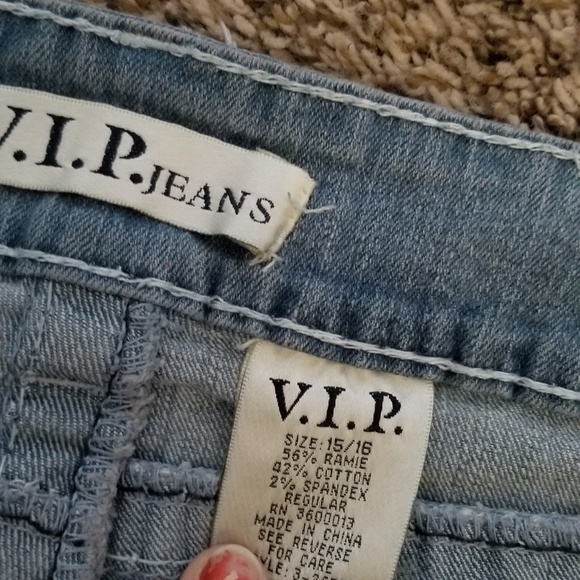 V.I.P. JEANS
V.I.P.
SIZE: 15/16
56% RAMIE
42% COTTON
2% SPANDEX
REGULAR
RN 3600013
MADE IN CHINA
SEE REVERSE
FOR CARE